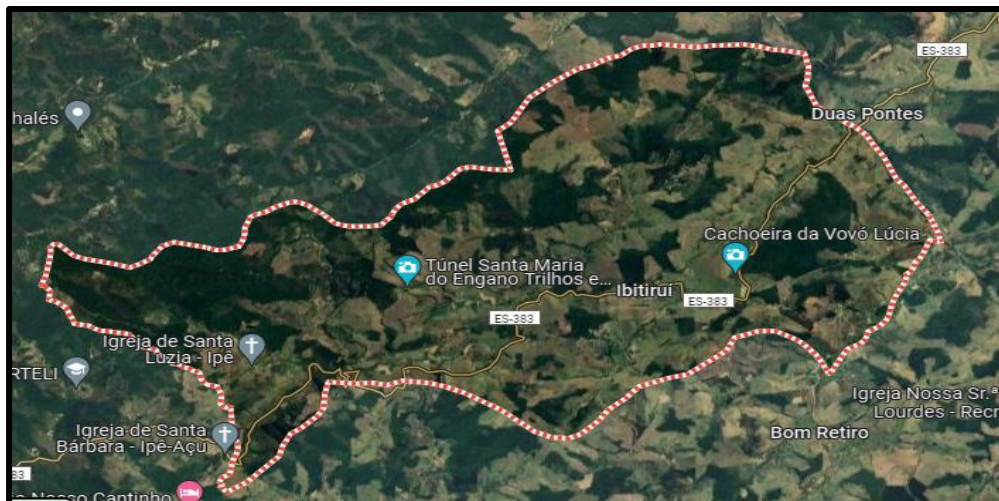 ES-383
halés
Duas Pontes
Cachoeira da Vovó Lúcia
Túnel Santa Maria
do Engano Trilhos e...
Ibitiruí
ES-383
ES-383
Igreja de Santa
Luzia - Ipê
RTELI
Igreja Nossa Sr.ª
Lourdes - Recr
Igreja de Santa
Bárbara - Ipê-Açu
Bom Retiro
83
Nosso Cantinho